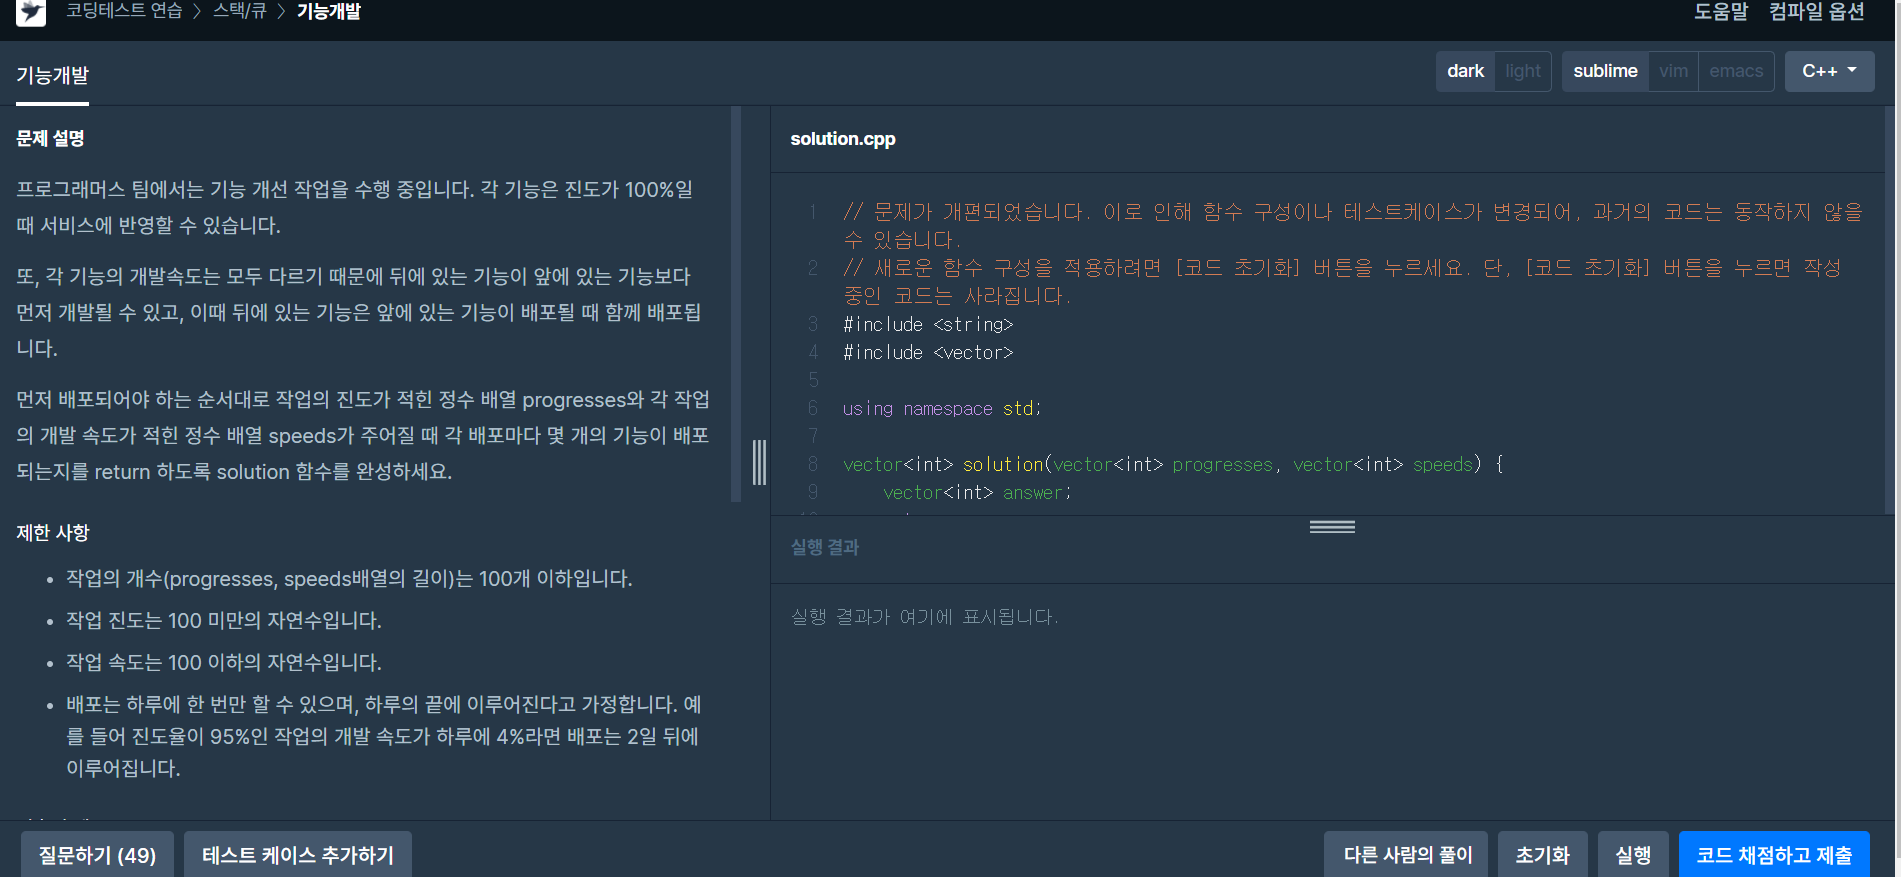 코딩테스트 연습 > 스택/큐 > 기능개발
도움말 컴파일 옵션
기능개발
dark light sublime vim emacs C++
문제 설명
프로그래머스 팀에서는 기능 개선 작업을 수행 중입니다. 각 기능은 진도가 100%일
때 서비스에 반영할 수 있습니다.
또, 각 기능의 개발속도는 모두 다르기 때문에 뒤에 있는 기능이 앞에 있는 기능보다
먼저 개발될 수 있고, 이때 뒤에 있는 기능은 앞에 있는 기능이 배포될 때 함께 배포됩
니다.
먼저 배포되어야 하는 순서대로 작업의 진도가 적힌 정수 배열 progresses와 각 작업
의 개발 속도가 적힌 정수 배열 speeds가 주어질 때 각 배포마다 몇 개의 기능이 배포
되는지를 return 하도록 solution 함수를 완성하세요.
제한 사항
• 작업의 개수(progresses, speeds배열의 길이)는 100개 이하입니다.
• 작업 진도는 100 미만의 자연수입니다.
• 작업 속도는 100 이하의 자연수입니다.
• 배포는 하루에 한 번만 할 수 있으며, 하루의 끝에 이루어진다고 가정합니다. 예
를 들어 진도율이 95%인 작업의 개발 속도가 하루에 4%라면 배포는 2일 뒤에
이루어집니다.
solution.cpp
1 // 문제가 개편되었습니다. 이로 인해 함수 구성이나 테스트케이스가 변경되어, 과거의 코드는 동작하지 않을
수 있습니다.
2 // 새로운 함수 구성을 적용하려면 [코드 초기화] 버튼을 누르세요. 단, [코드 초기화] 버튼을 누르면 작성
중인 코드는 사라집니다.
3 #include <string>
4 #include <vector>
5
6 using namespace std;
7
8 vector<int> solution(vector<int> progresses, vector<int> speeds) {
9 vector<int> answer;
실행 결과
실행 결과가 여기에 표시됩니다.
질문하기 (49) 테스트 케이스 추가하기 다른 사람의 풀이 초기화 실행 코드 채점하고 제출